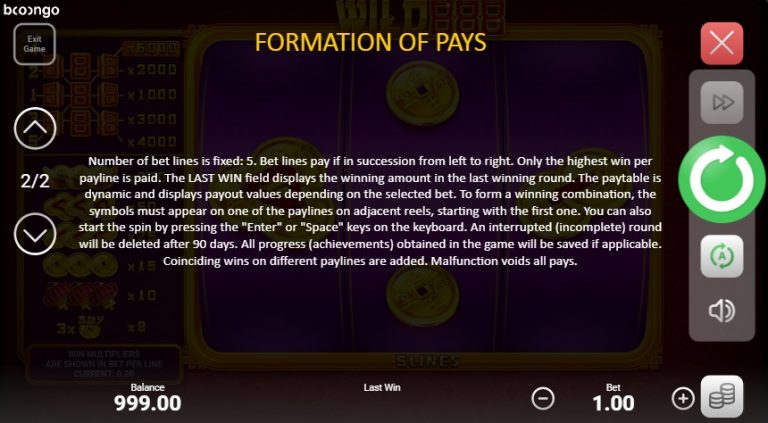 booongo
WILD 888
Exit
Game
FORMATION OF PAYS
x5000
2 x2000
1 x1000
3 x3000
5 x4000
2/2
Number of bet lines is fixed: 5. Bet lines pay if in succession from left to right. Only the highest win per
payline is paid. The LAST WIN field displays the winning amount in the last winning round. The paytable is
dynamic and displays payout values depending on the selected bet. To form a winning combination, the
symbols must appear on one of the paylines on adjacent reels, starting with the first one. You can also
start the spin by pressing the "Enter" or "Space" keys on the keyboard. An interrupted (incomplete) round
will be deleted after 90 days. All progress (achievements) obtained in the game will be saved if applicable.
Coinciding wins on different paylines are added. Malfunction voids all pays.
x15
x10
3x ANY x8
WIN MULTIPLIERS
ARE SHOWN IN BET PER LINE
CURRENT: 0.20
5 LINES
A
Balance
999.00
Last Win
Bet
1.00